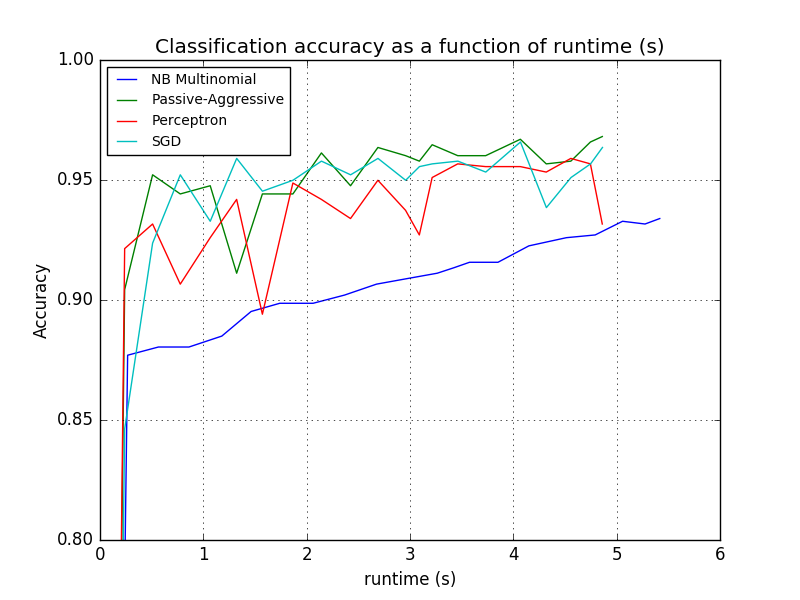 Classification accuracy as a function of runtime (s)
1.00
NB Multinomial
Passive-Aggressive
Perceptron
SGD
0.95
0.90
0.85
0.80
Accuracy
0 1 2 3 4 5 6
runtime (s)